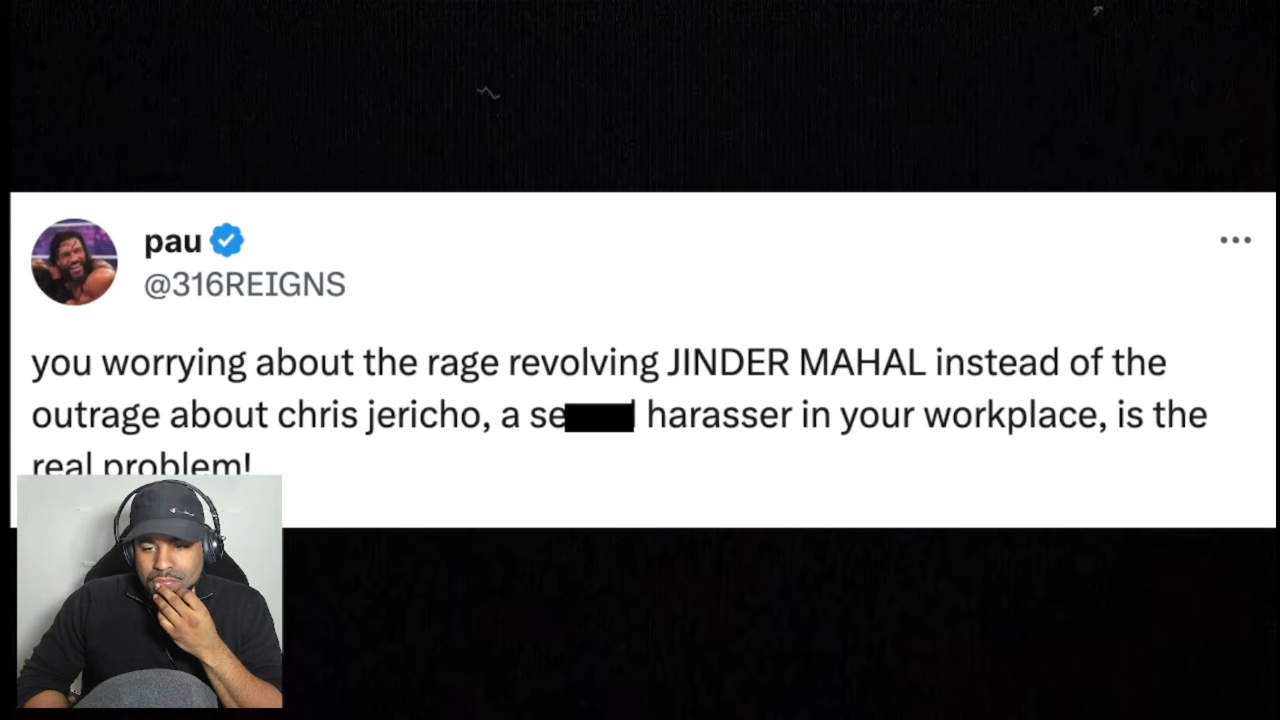 pau
@316REIGNS
you worrying about the rage revolving JINDER MAHAL instead of the
outrage about chris jericho, a se harasser in your workplace, is the
real problem!